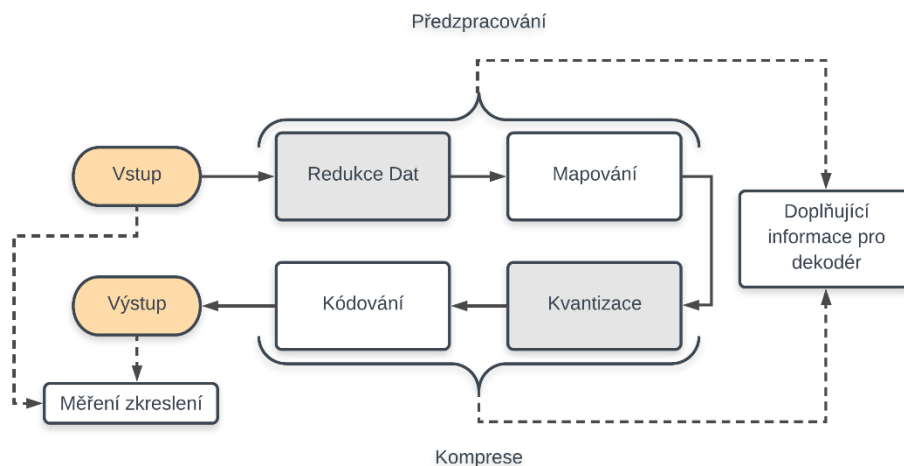 Předzpracování
Vstup
Redukce Dat
Mapování
Doplňující
informace pro
dekodér
Výstup
Kódování
Kvantizace
Měření zkreslení
Komprese